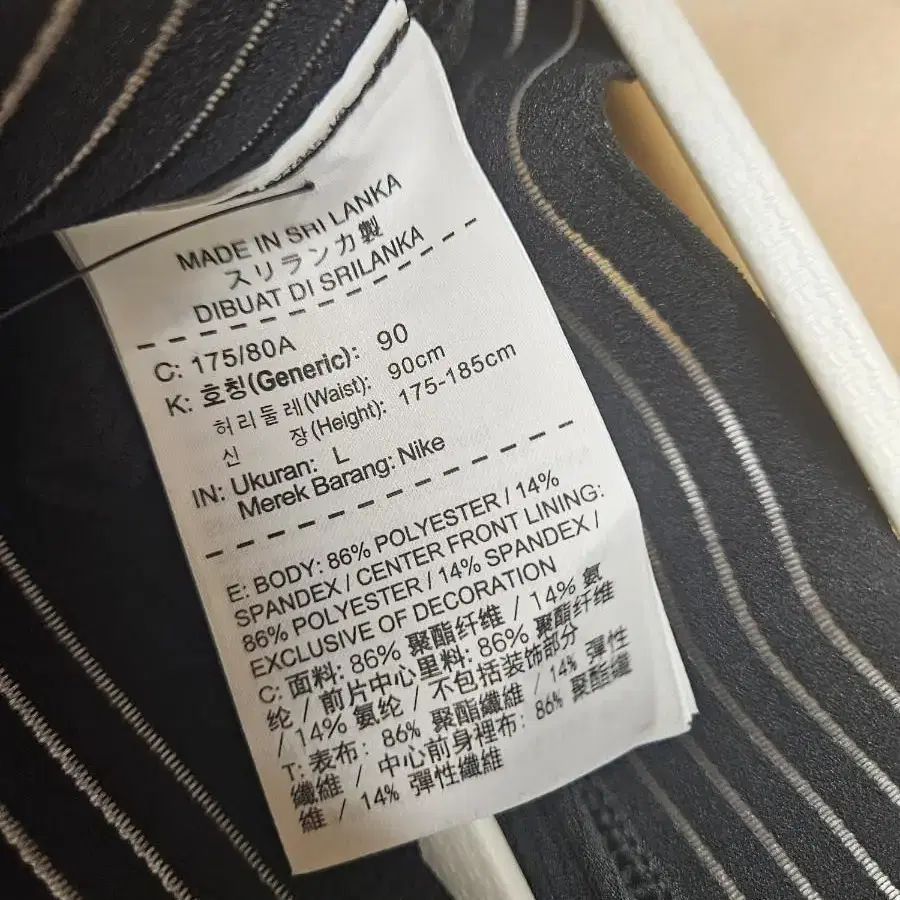 MADE IN SRI LANKA
スリランカ製
DIBUAT DI SRILANKA
C: 175/80A
K: 호칭(Generic): 90
허리둘레(Waist): 90cm
신 장(Height): 175-185cm
IN: Ukuran: L
Merek Barang: Nike
E: BODY: 86% POLYESTER / 14%
SPANDEX / CENTER FRONT LINING:
86% POLYESTER / 14% SPANDEX /
EXCLUSIVE OF DECORATION
C: 面料: 86% 聚酯纤维 / 14% 氨
纶 / 前片中心里料: 86% 聚酯纤维
/ 14% 氨纶 / 不包括装饰部分
T: 表布: 86% 聚酯纖維 / 14% 彈性
纖維 / 中心前身裡布: 86% 聚酯纖
維 / 14% 彈性纖維